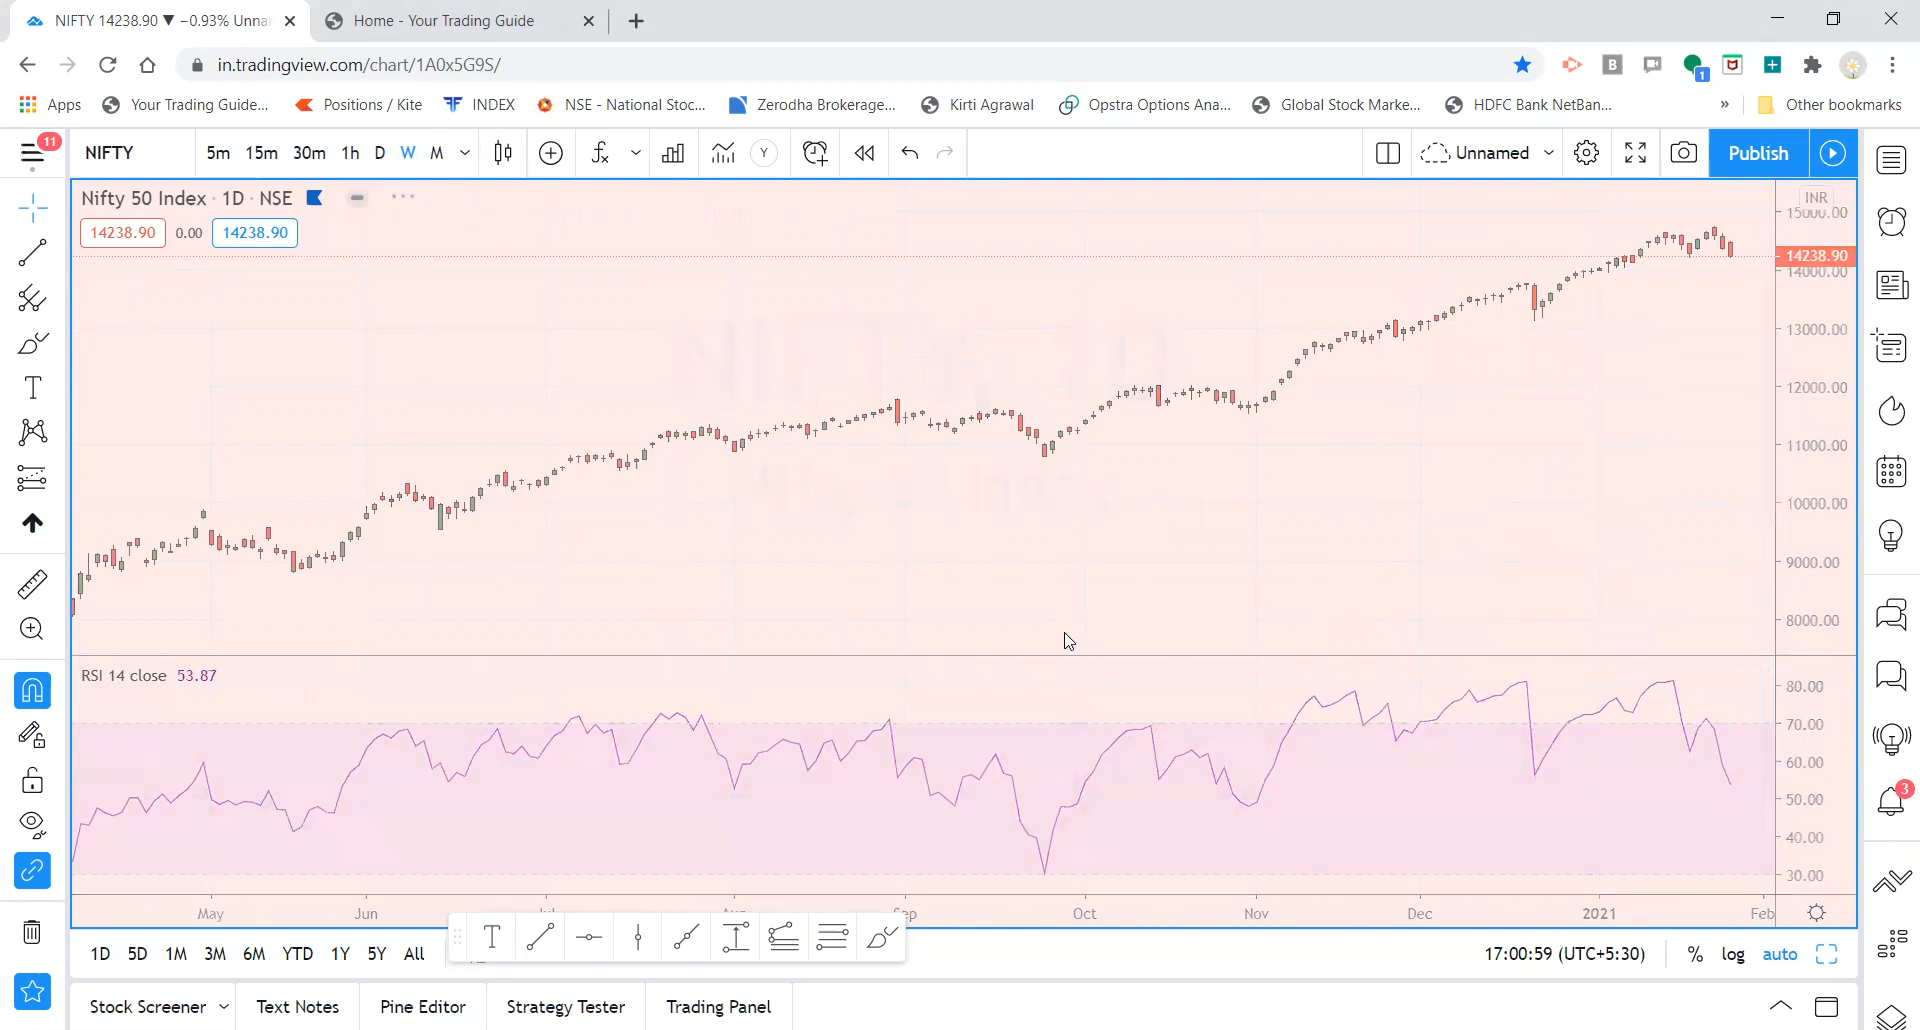 NIFTY 14238.90 ▼ −0.93% Unna
Home - Your Trading Guide
in.tradingview.com/chart/1A0x5G9S/
1
Apps Your Trading Guide... Positions / Kite INDEX NSE - National Stoc... Zerodha Brokerage... Kirti Agrawal Opstra Options Ana... Global Stock Marke... HDFC Bank NetBan... » Other bookmarks
11
NIFTY 5m 15m 30m 1h D W M Y Unnamed Publish
Nifty 50 Index · 1D · NSE
INR
14238.90 0.00 14238.90
15000.00
14238.90
14000.00
13000.00
12000.00
11000.00
10000.00
9000.00
8000.00
RSI 14 close 53.87
80.00
70.00
60.00
50.00
40.00
30.00
3
May Jun Sep Oct Nov Dec 2021 Feb
T
1D 5D 1M 3M 6M YTD 1Y 5Y All 17:00:59 (UTC+5:30) % log auto
Stock Screener Text Notes Pine Editor Strategy Tester Trading Panel